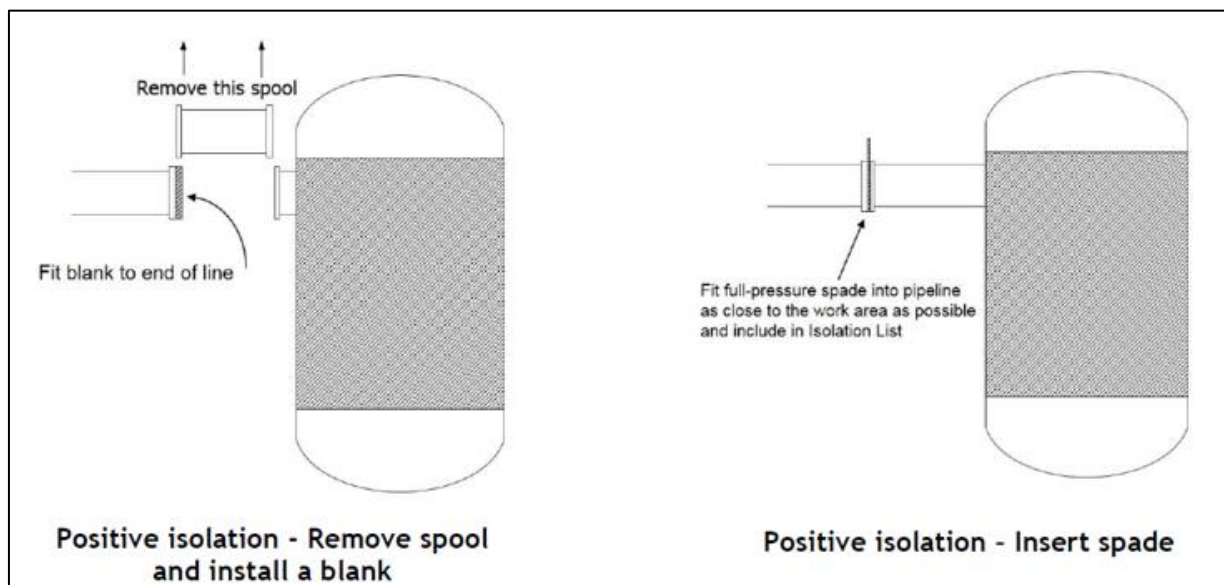 Remove this spool
Fit blank to end of line
Positive isolation - Remove spool
and install a blank
Fit full-pressure spade into pipeline
as close to the work area as possible
and include in Isolation List
Positive isolation – Insert spade